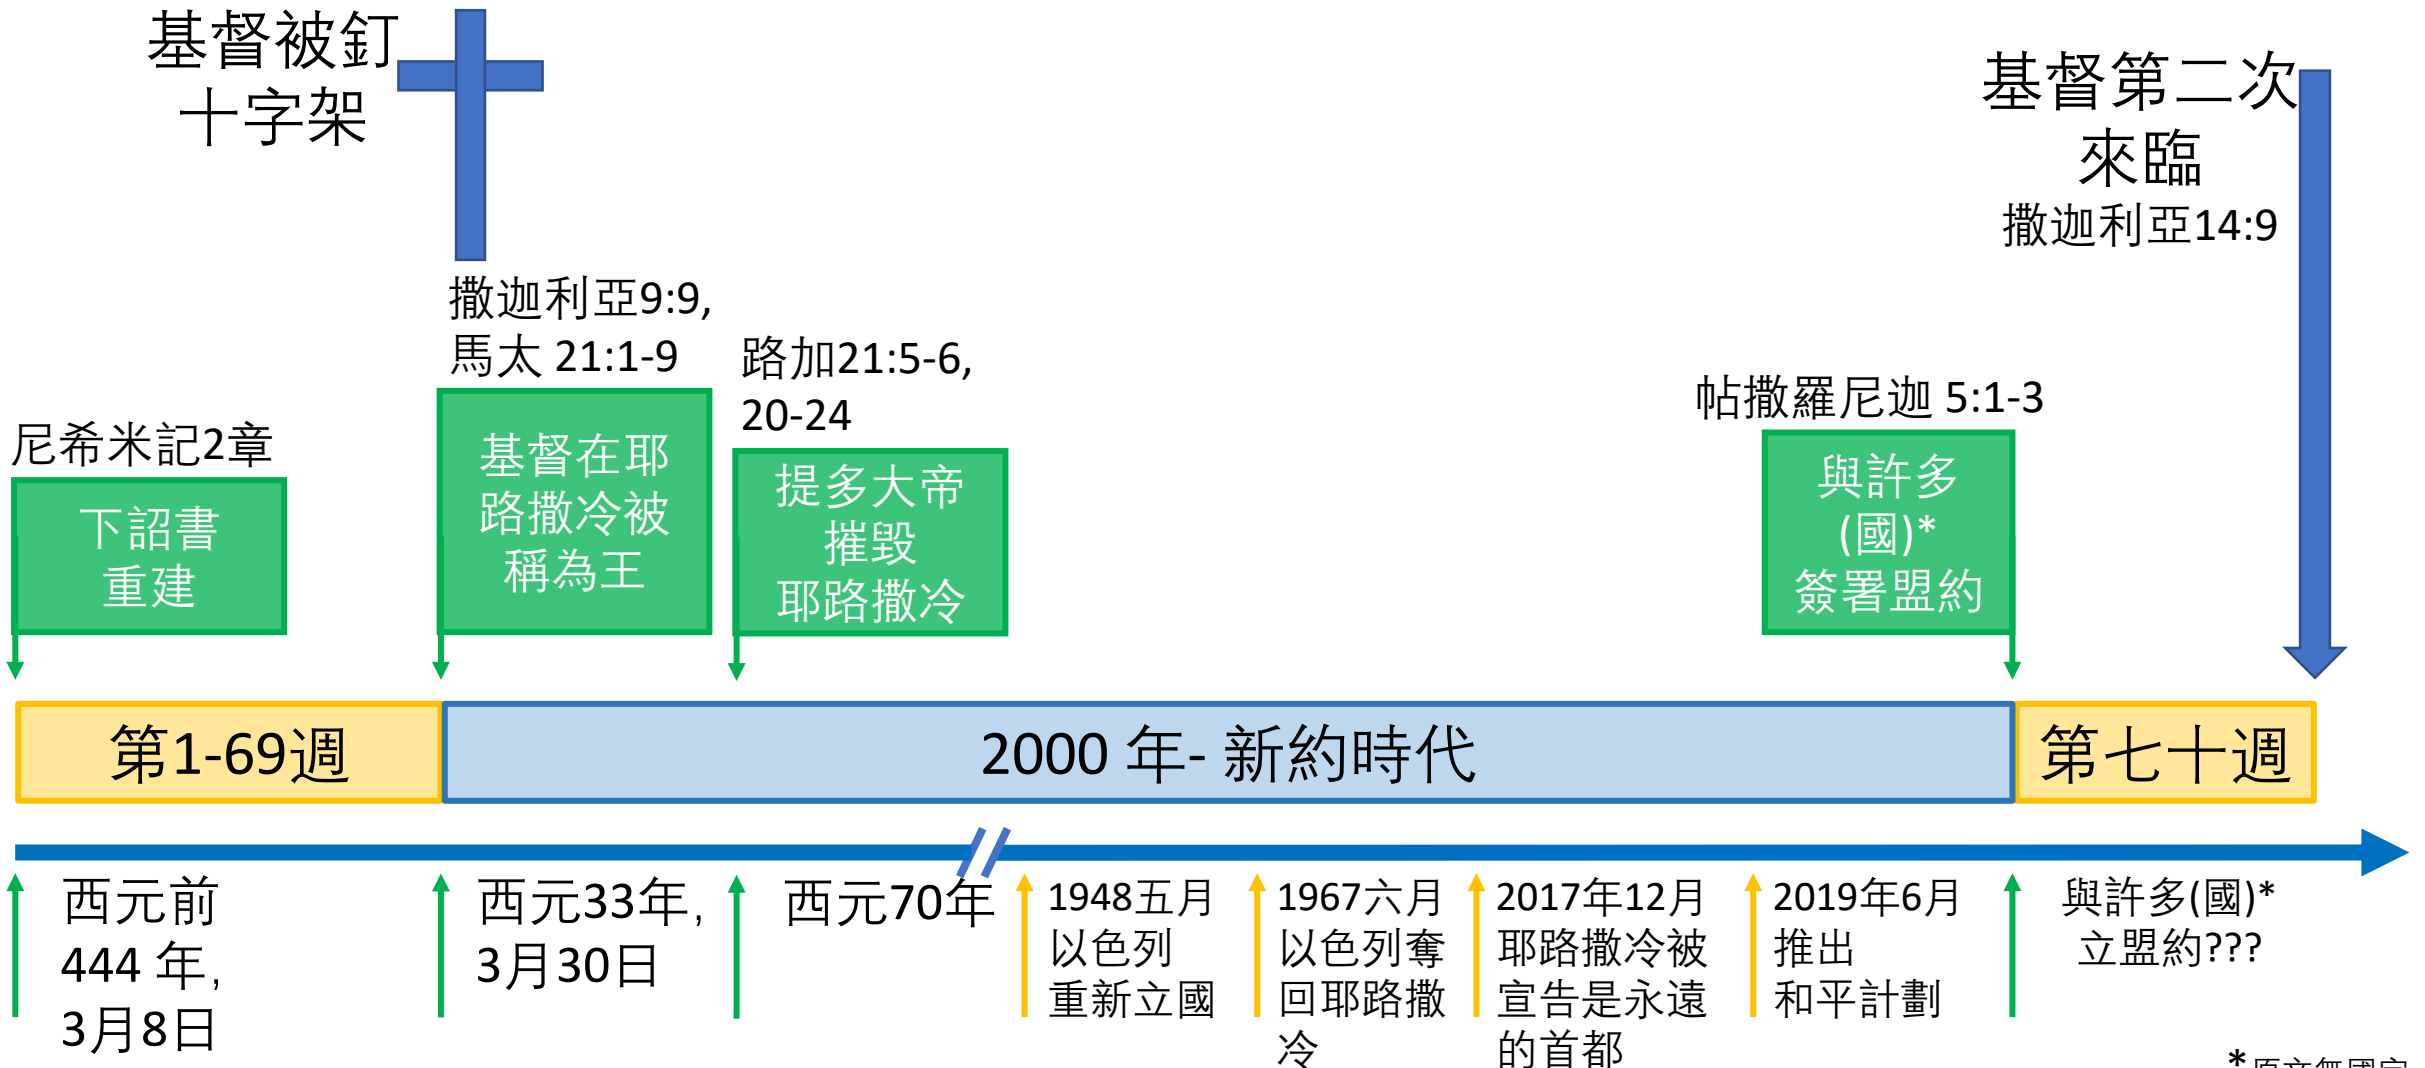 基督被釘
十字架
基督第二次
來臨
撒迦利亞14:9
撒迦利亞9:9,
馬太 21:1-9
路加21:5-6,
20-24
帖撒羅尼迦 5:1-3
尼希米記2章
下詔書
重建
基督在耶
路撒冷被
稱為王
提多大帝
摧毀
耶路撒冷
與許多
(國)*
簽署盟約
第1-69週
2000 年- 新約時代
第七十週
西元前
444 年,
3月8日
西元33年,
3月30日
西元70年
1948五月
以色列
重新立國
1967六月
以色列奪
回耶路撒
冷
2017年12月
耶路撒冷被
宣告是永遠
的首都
2019年6月
推出
和平計劃
與許多(國)*
立盟約???
*原文無國字